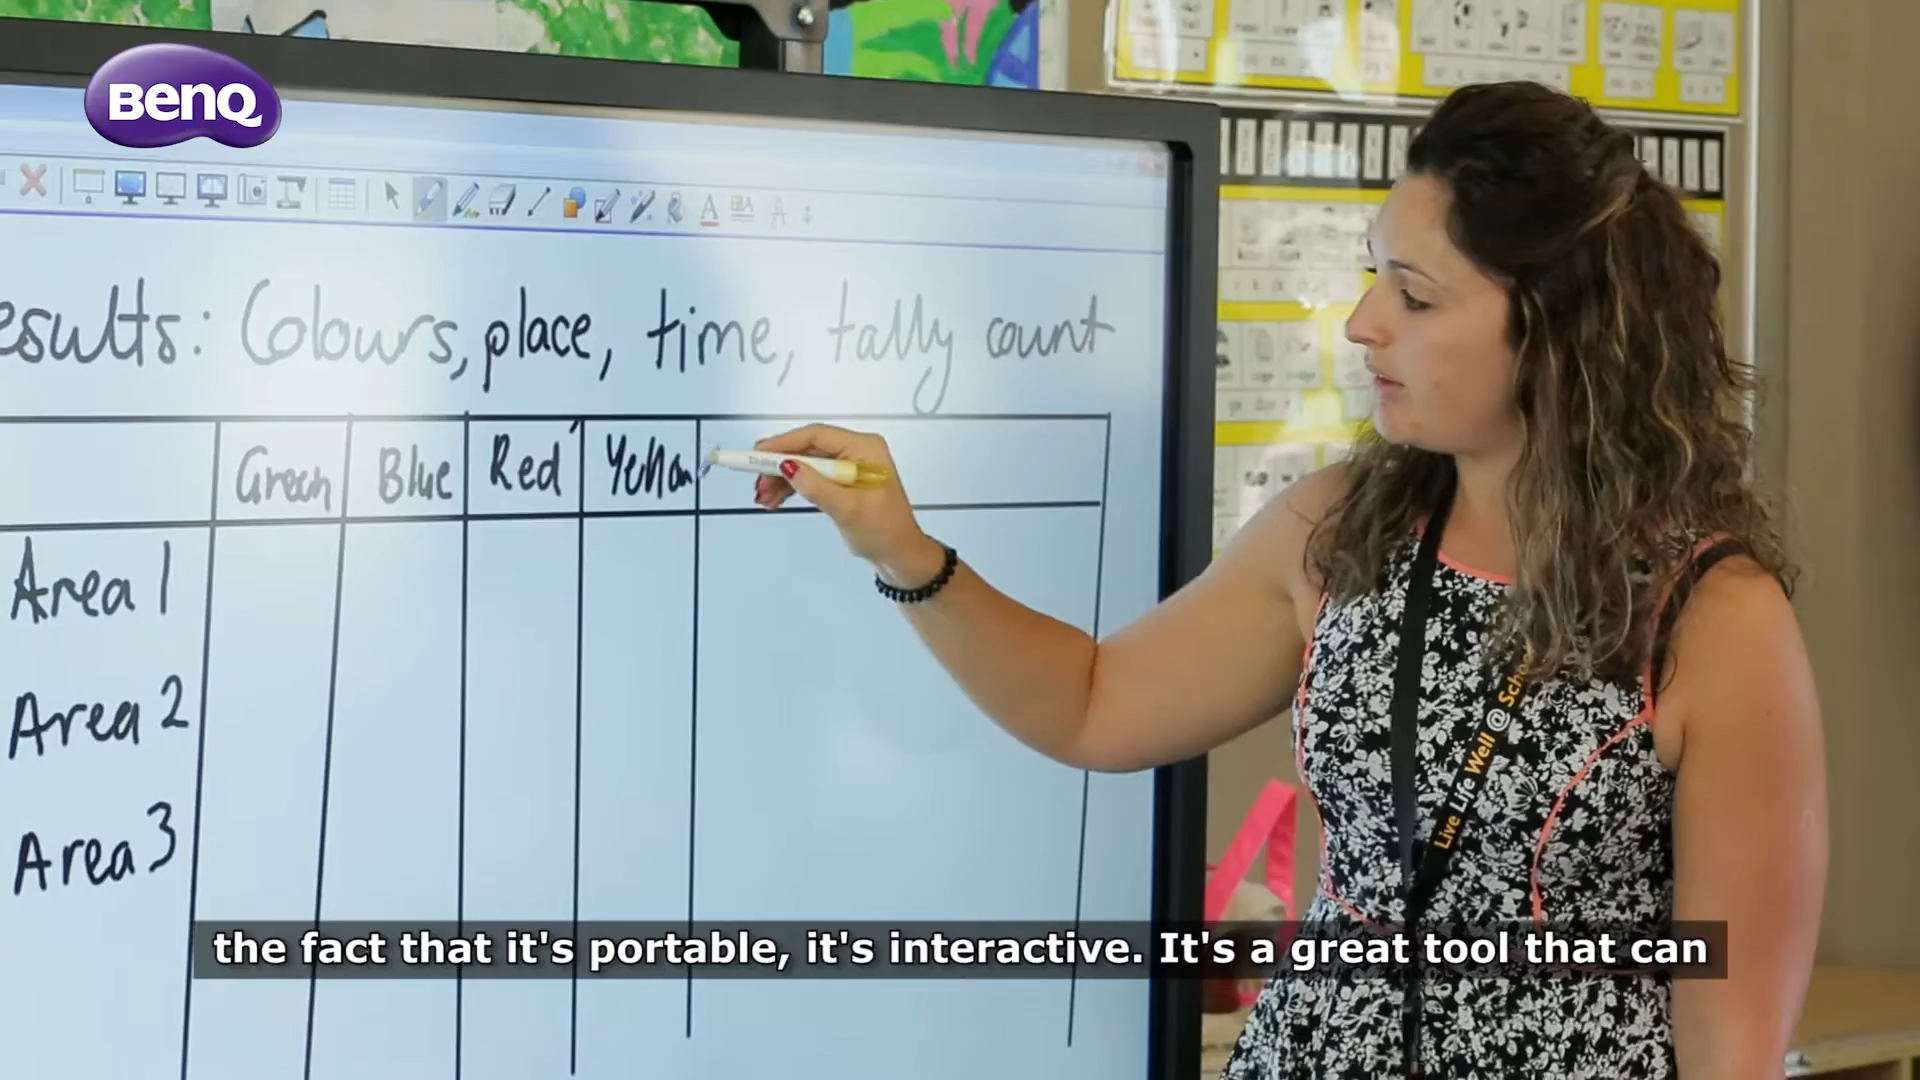 BenQ
esults: Colours, place, time, tally count
Green Blue Red Yellow
Area 1
Area 2
Area 3
Live Life Well @ School
the fact that it's portable, it's interactive. It's a great tool that can